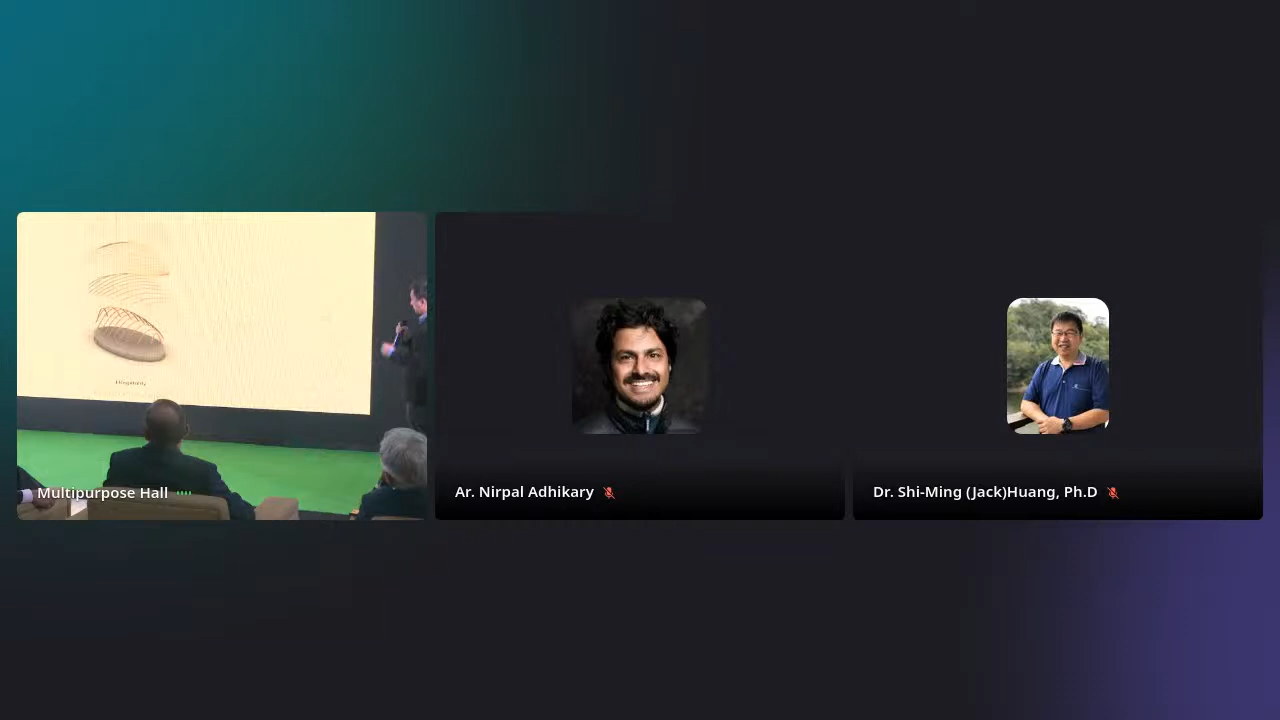 Multipurpose Hall
Ar. Nirpal Adhikary
Dr. Shi-Ming (Jack)Huang, Ph.D